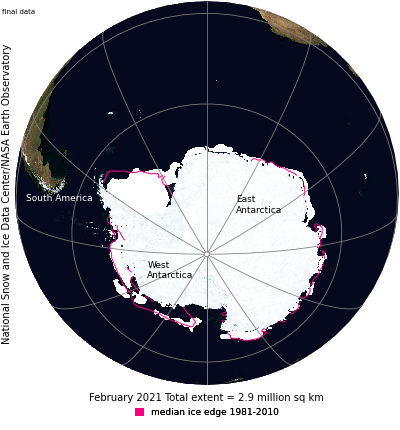 final data
National Snow and Ice Data Center/NASA Earth Observatory
South America
East
Antarctica
West
Antarctica
February 2021 Total extent = 2.9 million sq km
median ice edge 1981-2010